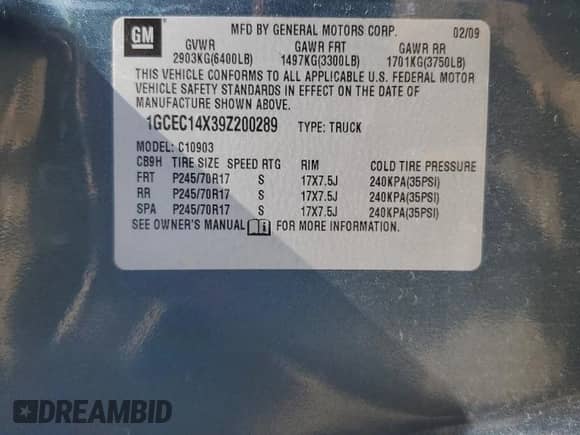 GM
MFD BY GENERAL MOTORS CORP. 02/09
GVWR GAWR FRT GAWR RR
2903KG(6400LB) 1497KG(3300LB) 1701KG(3750LB)
THIS VEHICLE CONFORMS TO ALL APPLICABLE U.S. FEDERAL MOTOR
VEHICLE SAFETY STANDARDS IN EFFECT ON THE DATE OF
MANUFACTURE SHOWN ABOVE.
1GCEC14X39Z200289 TYPE: TRUCK
MODEL: C10903
CB9H TIRE SIZE SPEED RTG RIM COLD TIRE PRESSURE
FRT P245/70R17 S 17X7.5J 240KPA(35PSI)
RR P245/70R17 S 17X7.5J 240KPA(35PSI)
SPA P245/70R17 S 17X7.5J 240KPA(35PSI)
SEE OWNER'S MANUAL FOR MORE INFORMATION.
DREAMBID